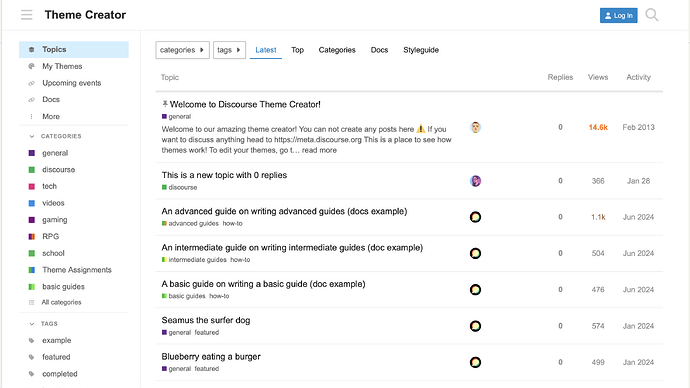 Theme Creator
Log In
Topics
My Themes
Upcoming events
Docs
More
CATEGORIES
general
discourse
tech
videos
gaming
RPG
school
Theme Assignments
basic guides
All categories
TAGS
example
featured
completed
categories
tags
Latest
Top
Categories
Docs
Styleguide
Topic Replies Views Activity
Welcome to Discourse Theme Creator!
general
Welcome to our amazing theme creator! You can not create any posts here ⚠️ If you
want to discuss anything head to https://meta.discourse.org This is a place to see how
themes work! To edit your themes, go t… read more
0 14.6k Feb 2013
This is a new topic with 0 replies
discourse
0 366 Jan 28
An advanced guide on writing advanced guides (docs example)
advanced guides how-to
0 1.1k Jun 2024
An intermediate guide on writing intermediate guides (doc example)
intermediate guides how-to
0 504 Jun 2024
A basic guide on writing a basic guide (doc example)
basic guides how-to
0 476 Jun 2024
Seamus the surfer dog
general featured
0 574 Jan 2024
Blueberry eating a burger
general featured
0 499 Jan 2024